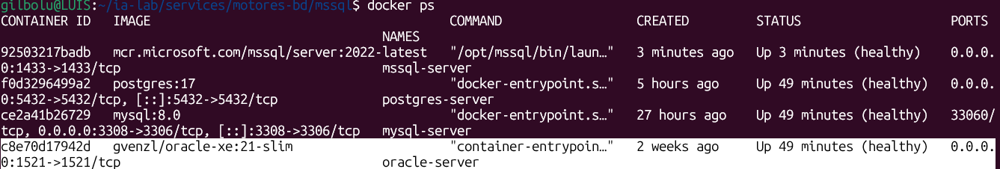 gilbolu@LUIS:~/ia-lab/services/motores-bd/mssql$ docker ps
CONTAINER ID   IMAGE                                        COMMAND                  CREATED         STATUS                    PORTS
                                                 NAMES
92503217badb   mcr.microsoft.com/mssql/server:2022-latest   "/opt/mssql/bin/laun…"   3 minutes ago   Up 3 minutes (healthy)    0.0.0.
0:1433->1433/tcp                                 mssql-server
f0d3296499a2   postgres:17                                  "docker-entrypoint.s…"   5 hours ago     Up 49 minutes (healthy)   0.0.0.
0:5432->5432/tcp, [::]:5432->5432/tcp            postgres-server
ce2a41b26729   mysql:8.0                                    "docker-entrypoint.s…"   27 hours ago    Up 49 minutes (healthy)   33060/
tcp, 0.0.0.0:3308->3306/tcp, [::]:3308->3306/tcp   mysql-server
c8e70d17942d   gvenzl/oracle-xe:21-slim                     "container-entrypoin…"   2 weeks ago     Up 49 minutes (healthy)   0.0.0.
0:1521->1521/tcp                                 oracle-server